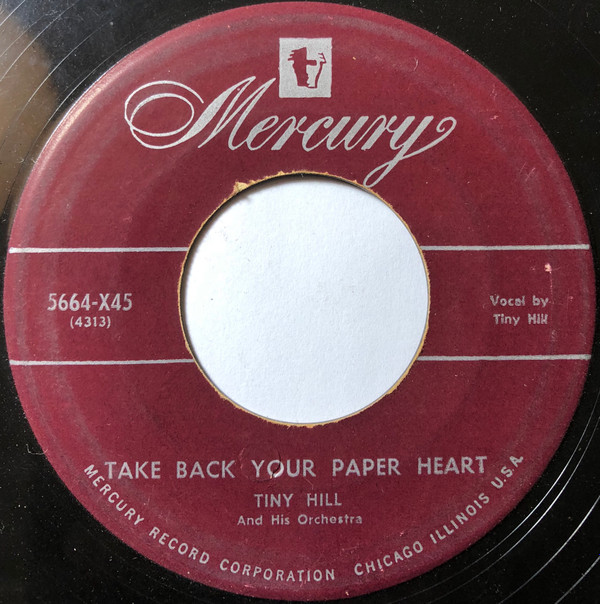 Mercury
5664-X45
(4313)
Vocal by
Tiny Hill
TAKE BACK YOUR PAPER HEART
TINY HILL
And His Orchestra
MERCURY RECORD CORPORATION CHICAGO ILLINOIS U.S.A.